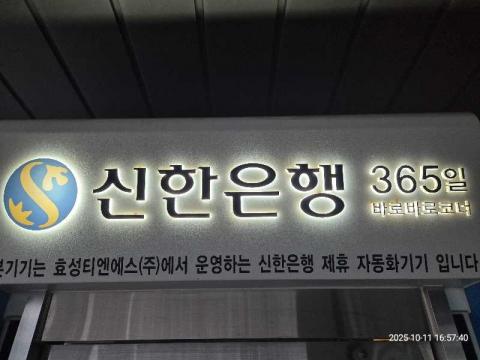 신한은행 365일
바로바로코너
본기기는 효성티엔에스(주)에서 운영하는 신한은행 제휴 자동화기기 입니다
2025-10-11 16:57:40